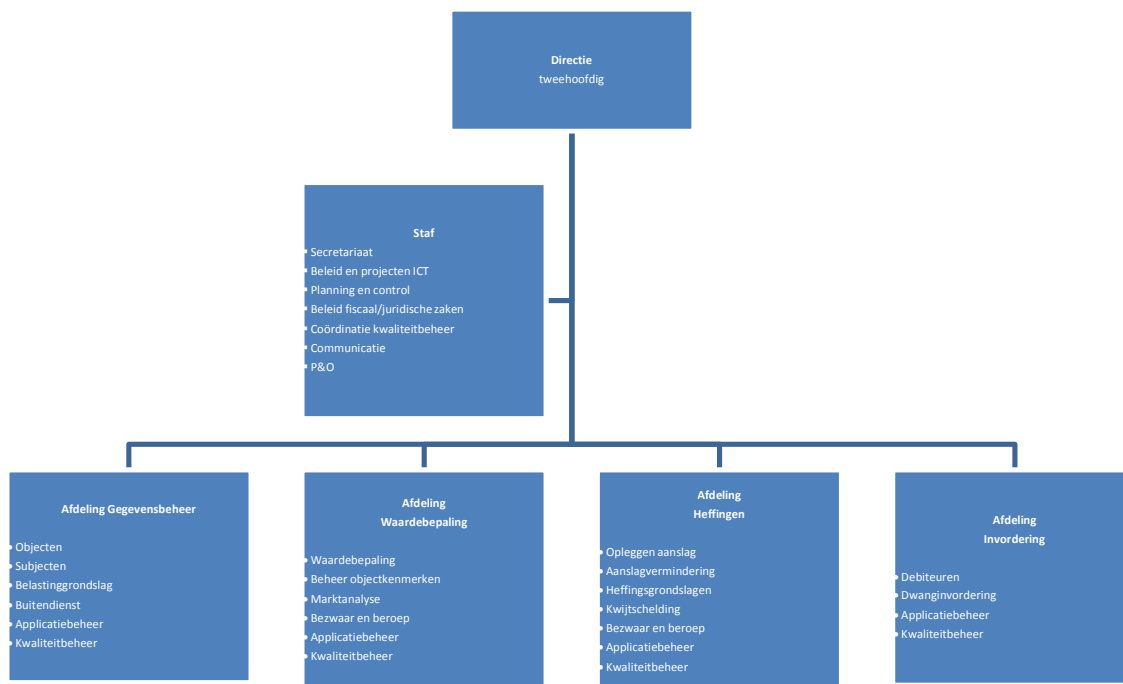 Directie
tweehoofdig
Staf
▪ Secretariaat
▪ Beleid en projecten ICT
▪ Planning en control
▪ Beleid fiscaal/juridische zaken
▪ Coördinatie kwaliteitbeheer
▪ Communicatie
▪ P&O
Afdeling Gegevensbeheer
• Objecten
• Subjecten
• Belastinggrondslag
• Buitendienst
• Applicatiebeheer
• Kwaliteitbeheer
Afdeling
Waardebepaling
• Waardebepaling
• Beheer objectkenmerken
• Marktanalyse
• Bezwaar en beroep
• Applicatiebeheer
• Kwaliteitbeheer
Afdeling
Heffingen
• Opleggen aanslag
• Aanslagvermindering
• Heffingsgrondslagen
• Kwijtschelding
• Bezwaar en beroep
• Applicatiebeheer
• Kwaliteitbeheer
Afdeling
Invordering
• Debiteuren
• Dwanginvordering
• Applicatiebeheer
• Kwaliteitbeheer